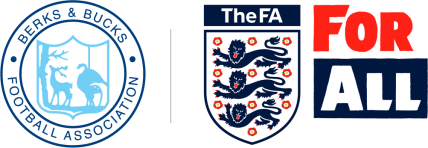 BERKS & BUCKS
FOOTBALL ASSOCIATION
TheFA
FOR
ALL